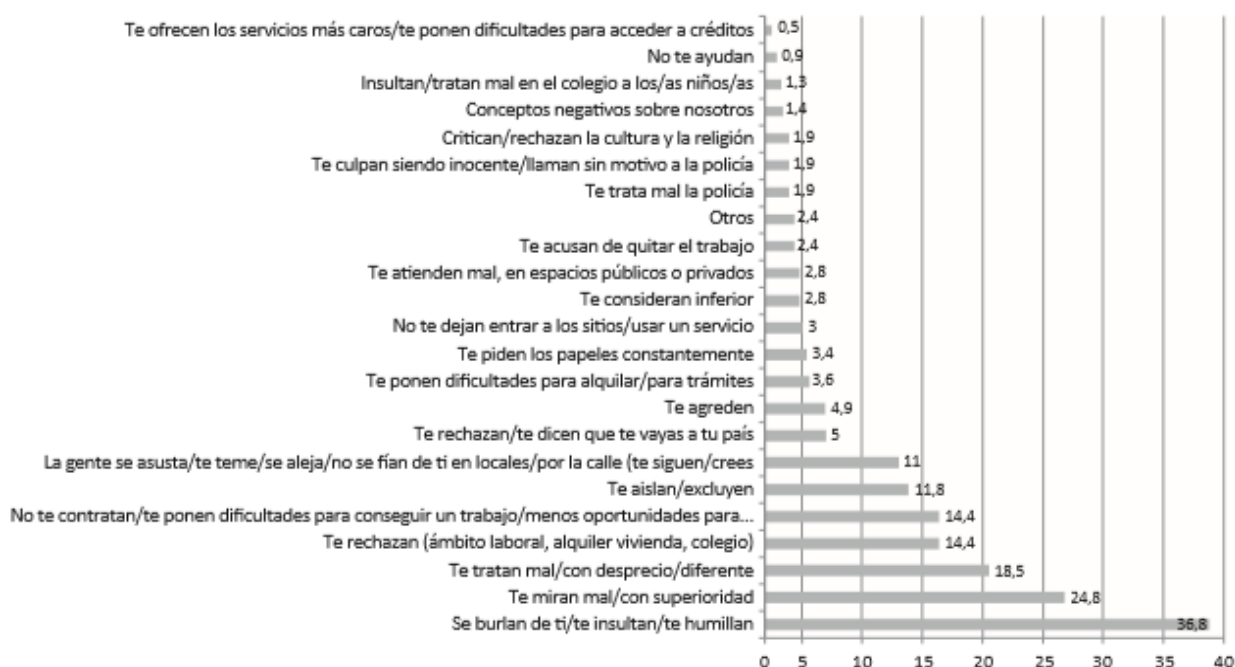 Te ofrecen los servicios más caros/te ponen dificultades para acceder a créditos 0,5
No te ayudan 0,9
Insultan/tratan mal en el colegio a los/as niños/as 1,3
Conceptos negativos sobre nosotros 1,4
Critican/rechazan la cultura y la religión 1,9
Te culpan siendo inocente/llaman sin motivo a la policía 1,9
Te trata mal la policía 1,9
Otros 2,4
Te acusan de quitar el trabajo 2,4
Te atienden mal, en espacios públicos o privados 2,8
Te consideran inferior 2,8
No te dejan entrar a los sitios/usar un servicio 3
Te piden los papeles constantemente 3,4
Te ponen dificultades para alquilar/para trámites 3,6
Te agreden 4,9
Te rechazan/te dicen que te vayas a tu país 5
La gente se asusta/te teme/se aleja/no se fían de ti en locales/por la calle (te siguen/crees 11
Te aislan/excluyen 11,8
No te contratan/te ponen dificultades para conseguir un trabajo/menos oportunidades para... 14,4
Te rechazan (ámbito laboral, alquiler vivienda, colegio) 14,4
Te tratan mal/con desprecio/diferente 18,5
Te miran mal/con superioridad 24,8
Se burlan de ti/te insultan/te humillan 36,8
0 5 10 15 20 25 30 35 40